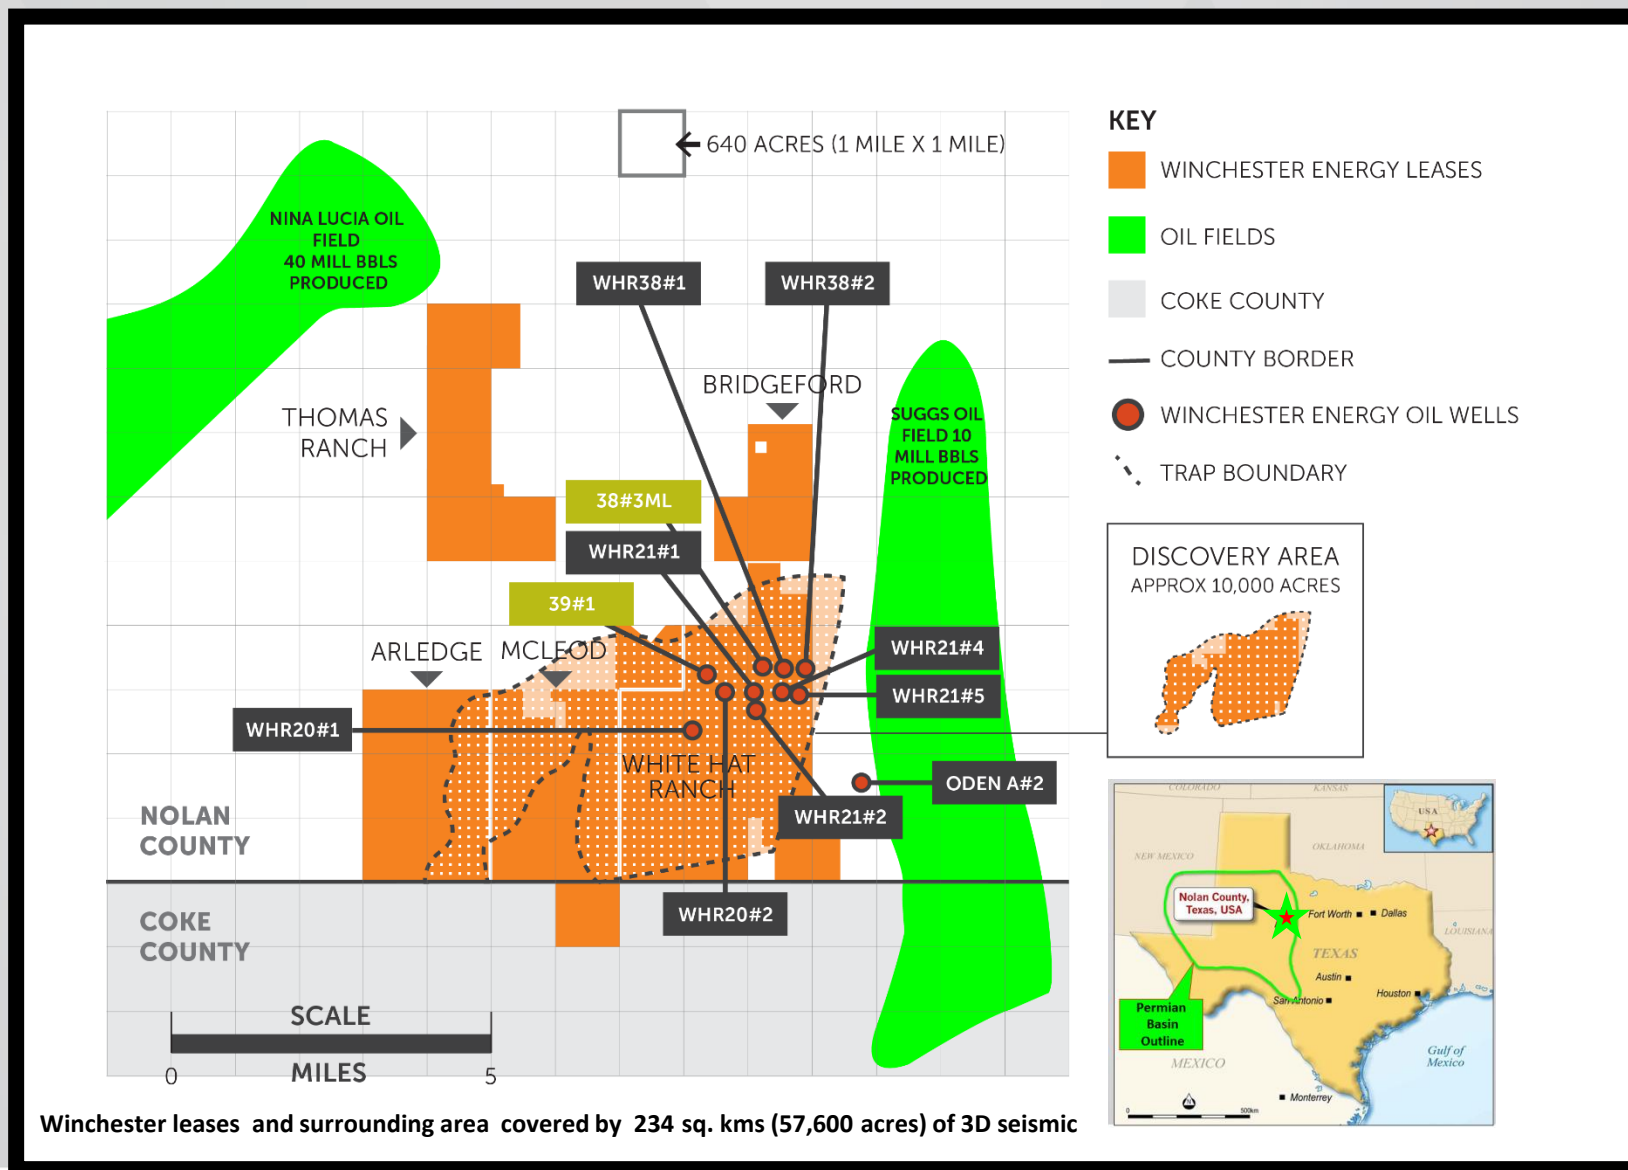 640 ACRES (1 MILE X 1 MILE)
NINA LUCIA OIL
FIELD
40 MILL BBLS
PRODUCED
WHR38#1
WHR38#2
BRIDGEFORD
THOMAS
RANCH
SUGGS OIL
FIELD 10
MILL BBLS
PRODUCED
38#3ML
WHR21#1
39#1
ARLEDGE
MCLEOD
WHR21#4
WHR21#5
WHR20#1
WHITE HAT
RANCH
ODEN A#2
WHR21#2
NOLAN
COUNTY
WHR20#2
COKE
COUNTY
SCALE
MILES
0
5
KEY
WINCHESTER ENERGY LEASES
OIL FIELDS
COKE COUNTY
COUNTY BORDER
WINCHESTER ENERGY OIL WELLS
TRAP BOUNDARY
DISCOVERY AREA
APPROX 10,000 ACRES
COLORADO
KANSAS
USA
NEW MEXICO
OKLAHOMA
Nolan County,
Texas, USA
Fort Worth
Dallas
LOUISIANA
TEXAS
Austin
San Antonio
Houston
Permian
Basin
Outline
MEXICO
Gulf of
Mexico
Monterrey
0
500km
N
Winchester leases and surrounding area covered by 234 sq. kms (57,600 acres) of 3D seismic